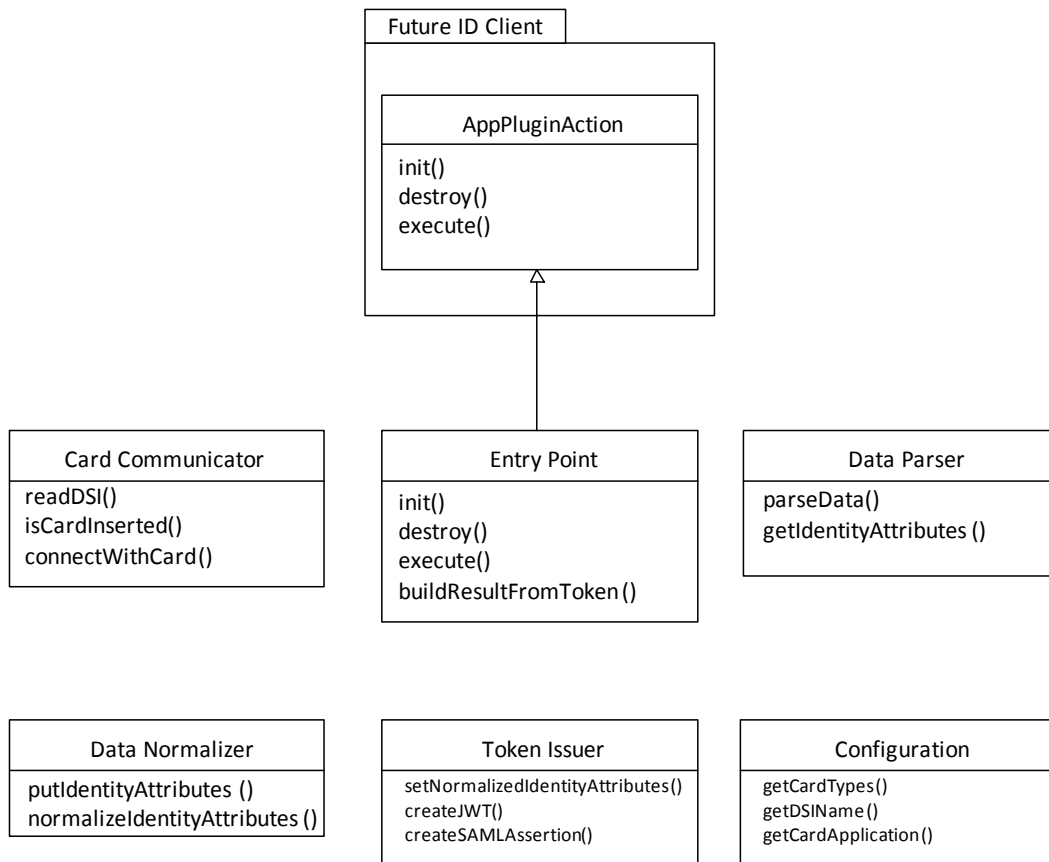 Future ID Client
AppPluginAction
init()
destroy()
execute()
Card Communicator
readDSI()
isCardInserted()
connectWithCard()
Entry Point
init()
destroy()
execute()
buildResultFromToken()
Data Parser
parseData()
getIdentityAttributes()
Data Normalizer
putIdentityAttributes ()
normalizeIdentityAttributes()
Token Issuer
setNormalizedIdentityAttributes()
createJWT()
createSAMLAssertion()
Configuration
getCardTypes()
getDSIName()
getCardApplication()